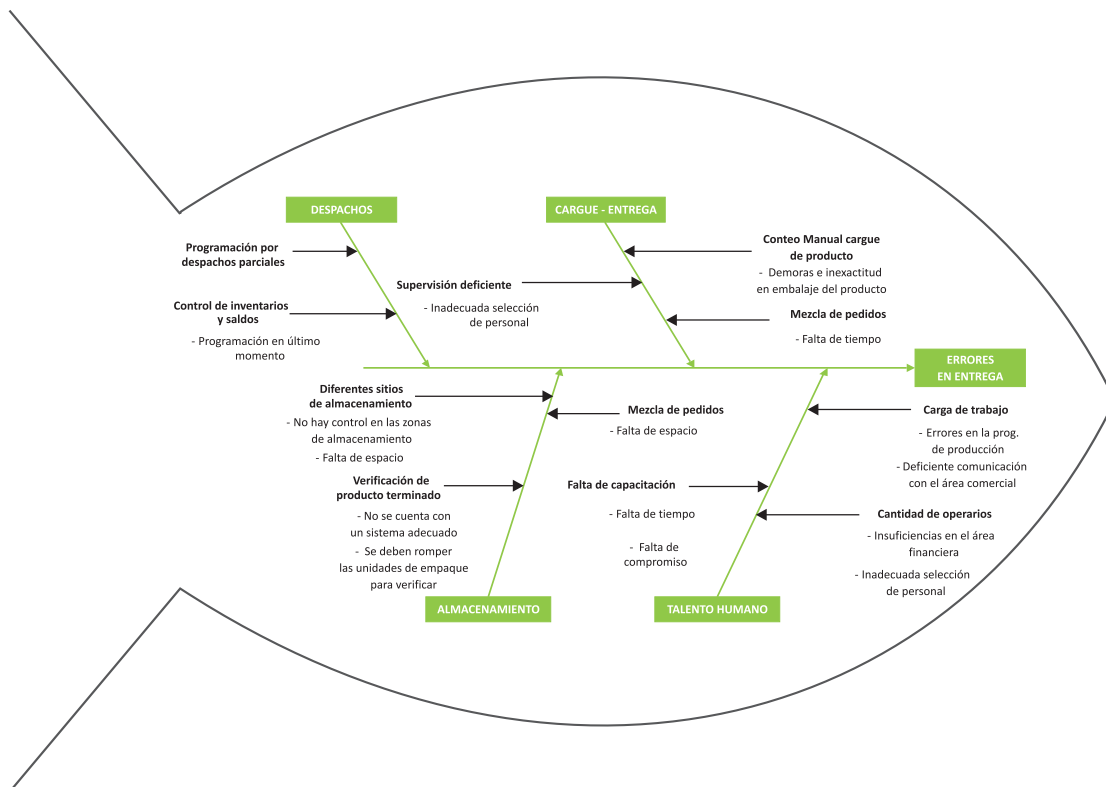 DESPACHOS
Programación por
despachos parciales
Control de inventarios
y saldos
- Programación en último
momento
CARGUE - ENTREGA
Supervisión deficiente
- Inadecuada selección
de personal
Conteo Manual cargue
de producto
- Demoras e inexactitud
en embalaje del producto
Mezcla de pedidos
- Falta de tiempo
ERRORES
EN ENTREGA
Diferentes sitios
de almacenamiento
- No hay control en las zonas
de almacenamiento
- Falta de espacio
Verificación de
producto terminado
- No se cuenta con
un sistema adecuado
- Se deben romper
las unidades de empaque
para verificar
Mezcla de pedidos
- Falta de espacio
ALMACENAMIENTO
Falta de capacitación
- Falta de tiempo
- Falta de
compromiso
Carga de trabajo
- Errores en la prog.
de producción
- Deficiente comunicación
con el área comercial
Cantidad de operarios
- Insuficiencias en el área
financiera
- Inadecuada selección
de personal
TALENTO HUMANO